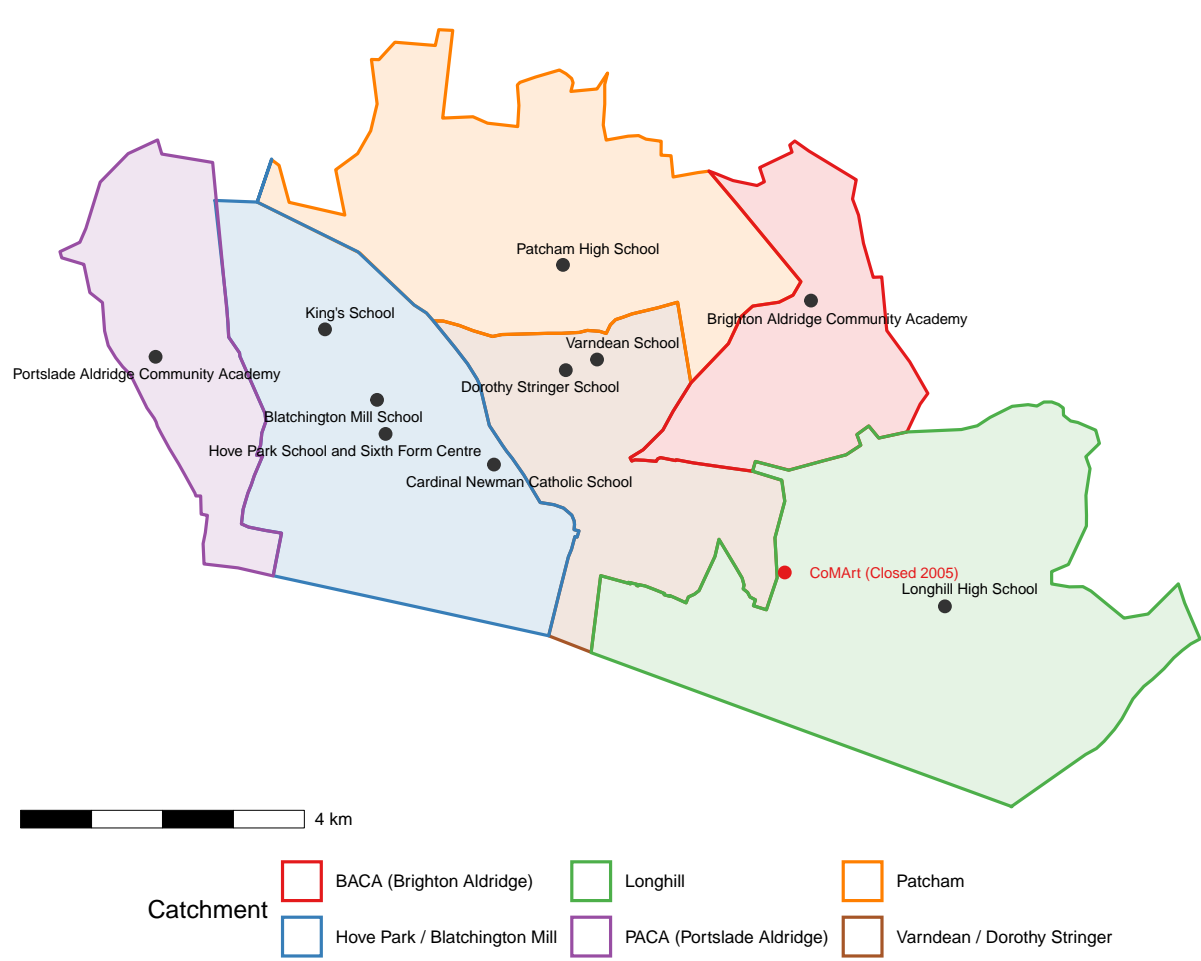 Patcham High School
King's School
Brighton Aldridge Community Academy
Varndean School
Portslade Aldridge Community Academy
Dorothy Stringer School
Blatchington Mill School
Hove Park School and Sixth Form Centre
Cardinal Newman Catholic School
CoMArt (Closed 2005)
Longhill High School
4 km
Catchment
BACA (Brighton Aldridge)
Longhill
Patcham
Hove Park / Blatchington Mill
PACA (Portslade Aldridge)
Varndean / Dorothy Stringer